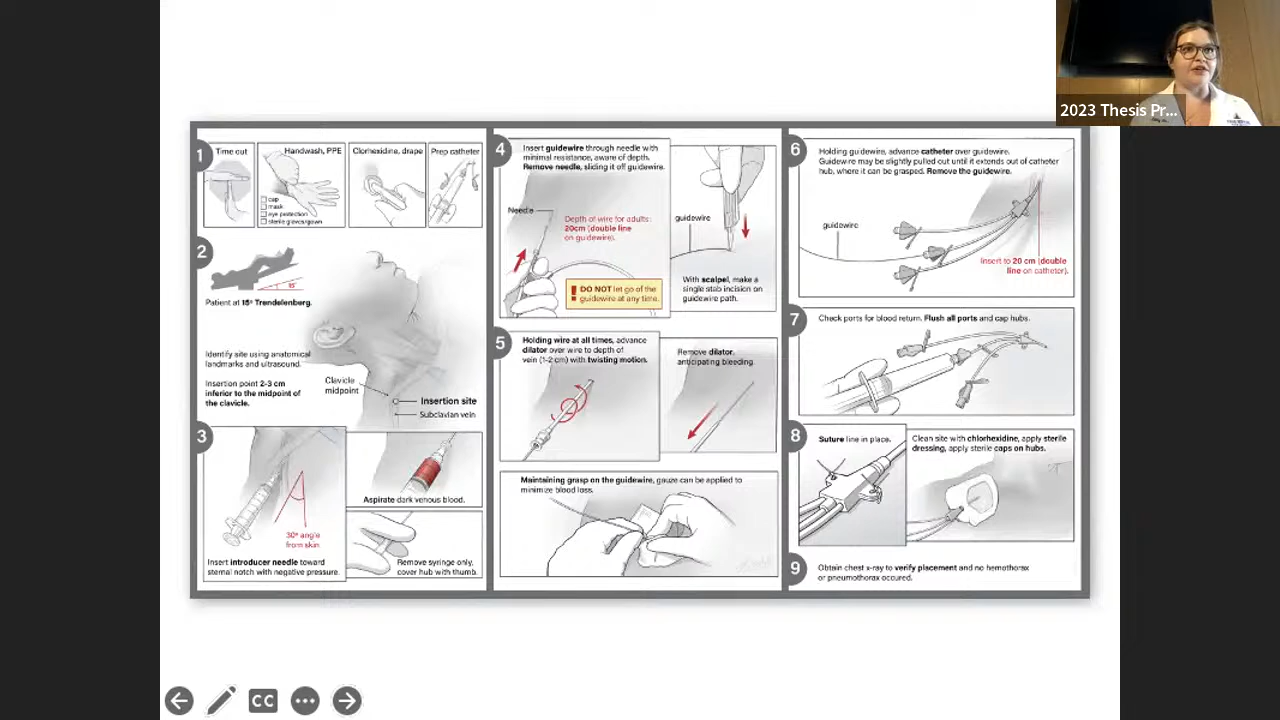 2023 Thesis Pr...
1
Time out
Handwash, PPE
cap
mask
eye protection
sterile gloves/gown
Clorhexidine, drape
Prep catheter
2
15°
Patient at 15° Trendelenberg.
Identify site using anatomical
landmarks and ultrasound.
Insertion point 2-3 cm
inferior to the midpoint of
the clavicle.
Clavicle
midpoint
Insertion site
Subclavian vein
3
30° angle
from skin
Insert introducer needle toward
sternal notch with negative pressure.
Aspirate dark venous blood.
Remove syringe only,
cover hub with thumb.
4
Insert guidewire through needle with
minimal resistance, aware of depth.
Remove needle, sliding it off guidewire.
Needle
Depth of wire for adults:
20cm (double line
on guidewire).
! DO NOT let go of the
guidewire at any time.
guidewire
With scalpel, make a
single stab incision on
guidewire path.
5
Holding wire at all times, advance
dilator over wire to depth of
vein (1-2 cm) with twisting motion.
Remove dilator,
anticipating bleeding.
Maintaining grasp on the guidewire, gauze can be applied to
minimize blood loss.
6
Holding guidewire, advance catheter over guidewire.
Guidewire may be slightly pulled out until it extends out of catheter
hub, where it can be grasped. Remove the guidewire.
guidewire
Insert to 20 cm (double
line on catheter).
7
Check ports for blood return. Flush all ports and cap hubs.
8
Suture line in place.
Clean site with chlorhexidine, apply sterile
dressing, apply sterile caps on hubs.
9
Obtain chest x-ray to verify placement and no hemothorax
or pneumothorax occured.
CC